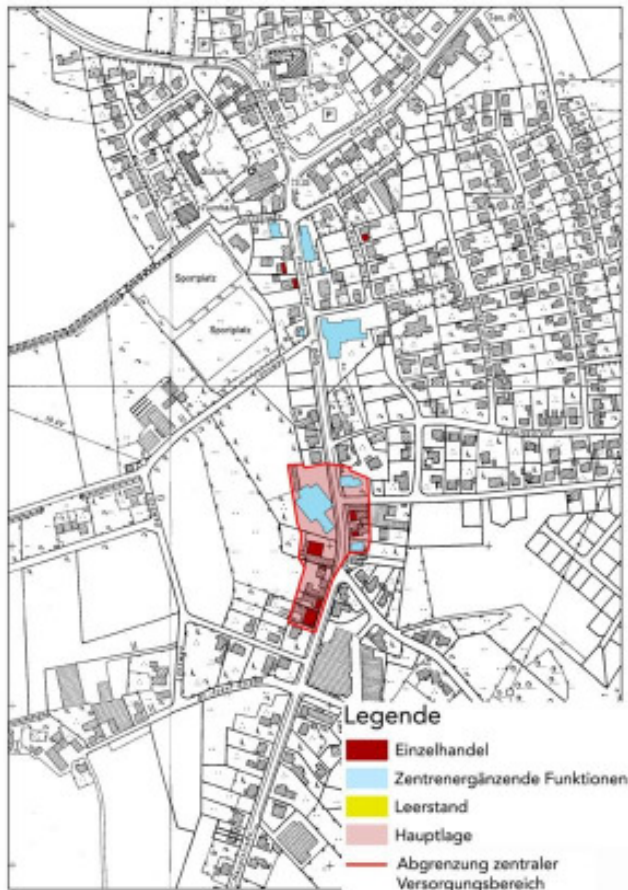 P
Sportplatz
Sportplatz
Legende
Einzelhandel
Zentrenergänzende Funktionen
Leerstand
Hauptlage
Abgrenzung zentraler
Versorgungsbereich